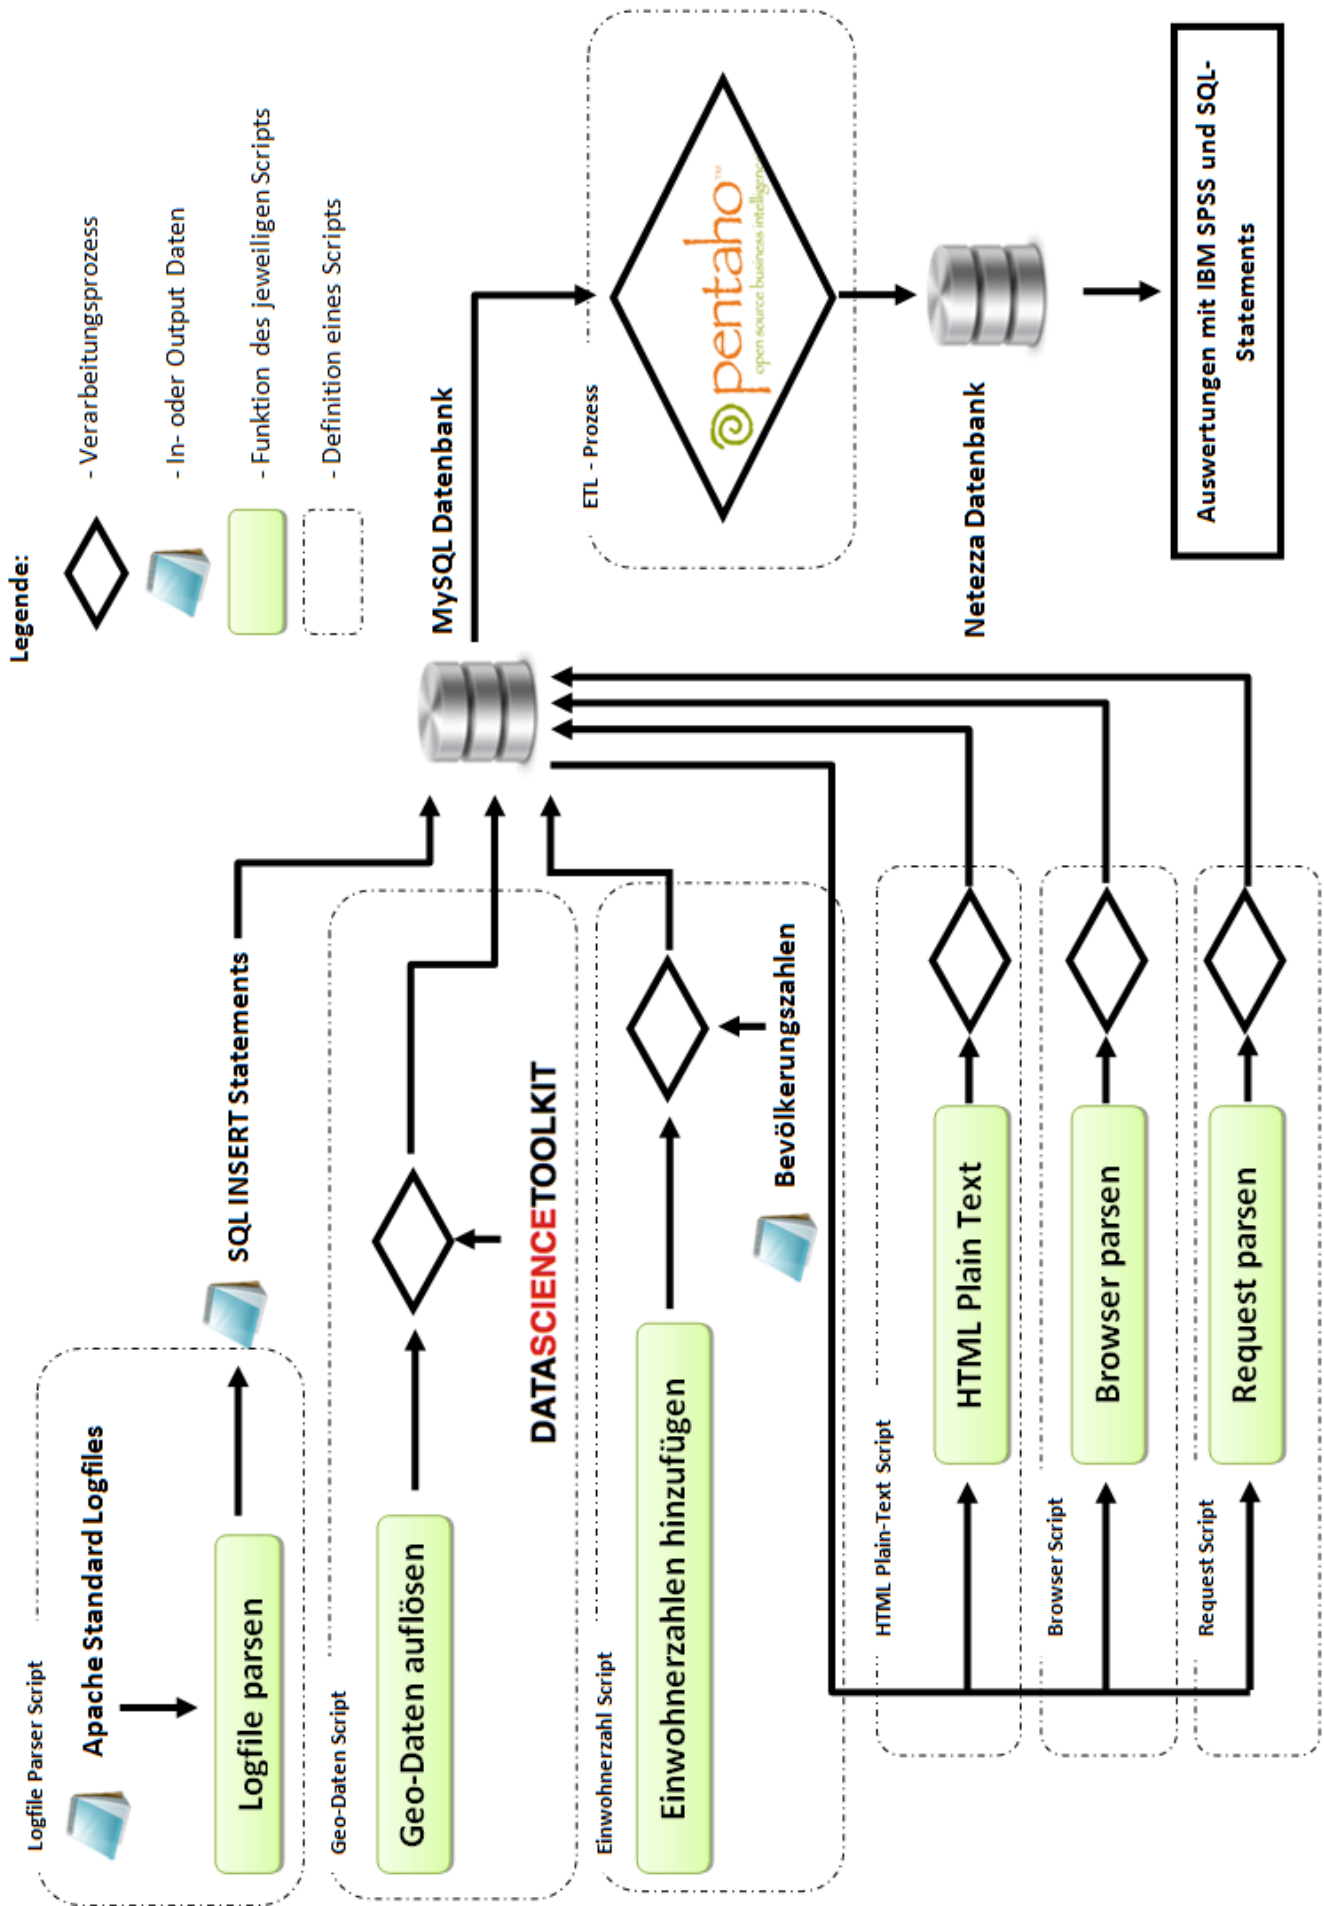 Legende:
- Verarbeitungsprozess
- In- oder Output Daten
- Funktion des jeweiligen Scripts
- Definition eines Scripts
Logfile Parser Script
Apache Standard Logfiles
Logfile parsen
SQL INSERT Statements
Geo-Daten Script
Geo-Daten auflösen
DATASCIENCETOOLKIT
Einwohnerzahl Script
Einwohnerzahlen hinzufügen
Bevölkerungszahlen
MySQL Datenbank
HTML Plain-Text Script
HTML Plain Text
Browser Script
Browser parsen
Request Script
Request parsen
ETL - Prozess
pentaho™
open source business intelligence
Netezza Datenbank
Auswertungen mit IBM SPSS und SQL-
Statements